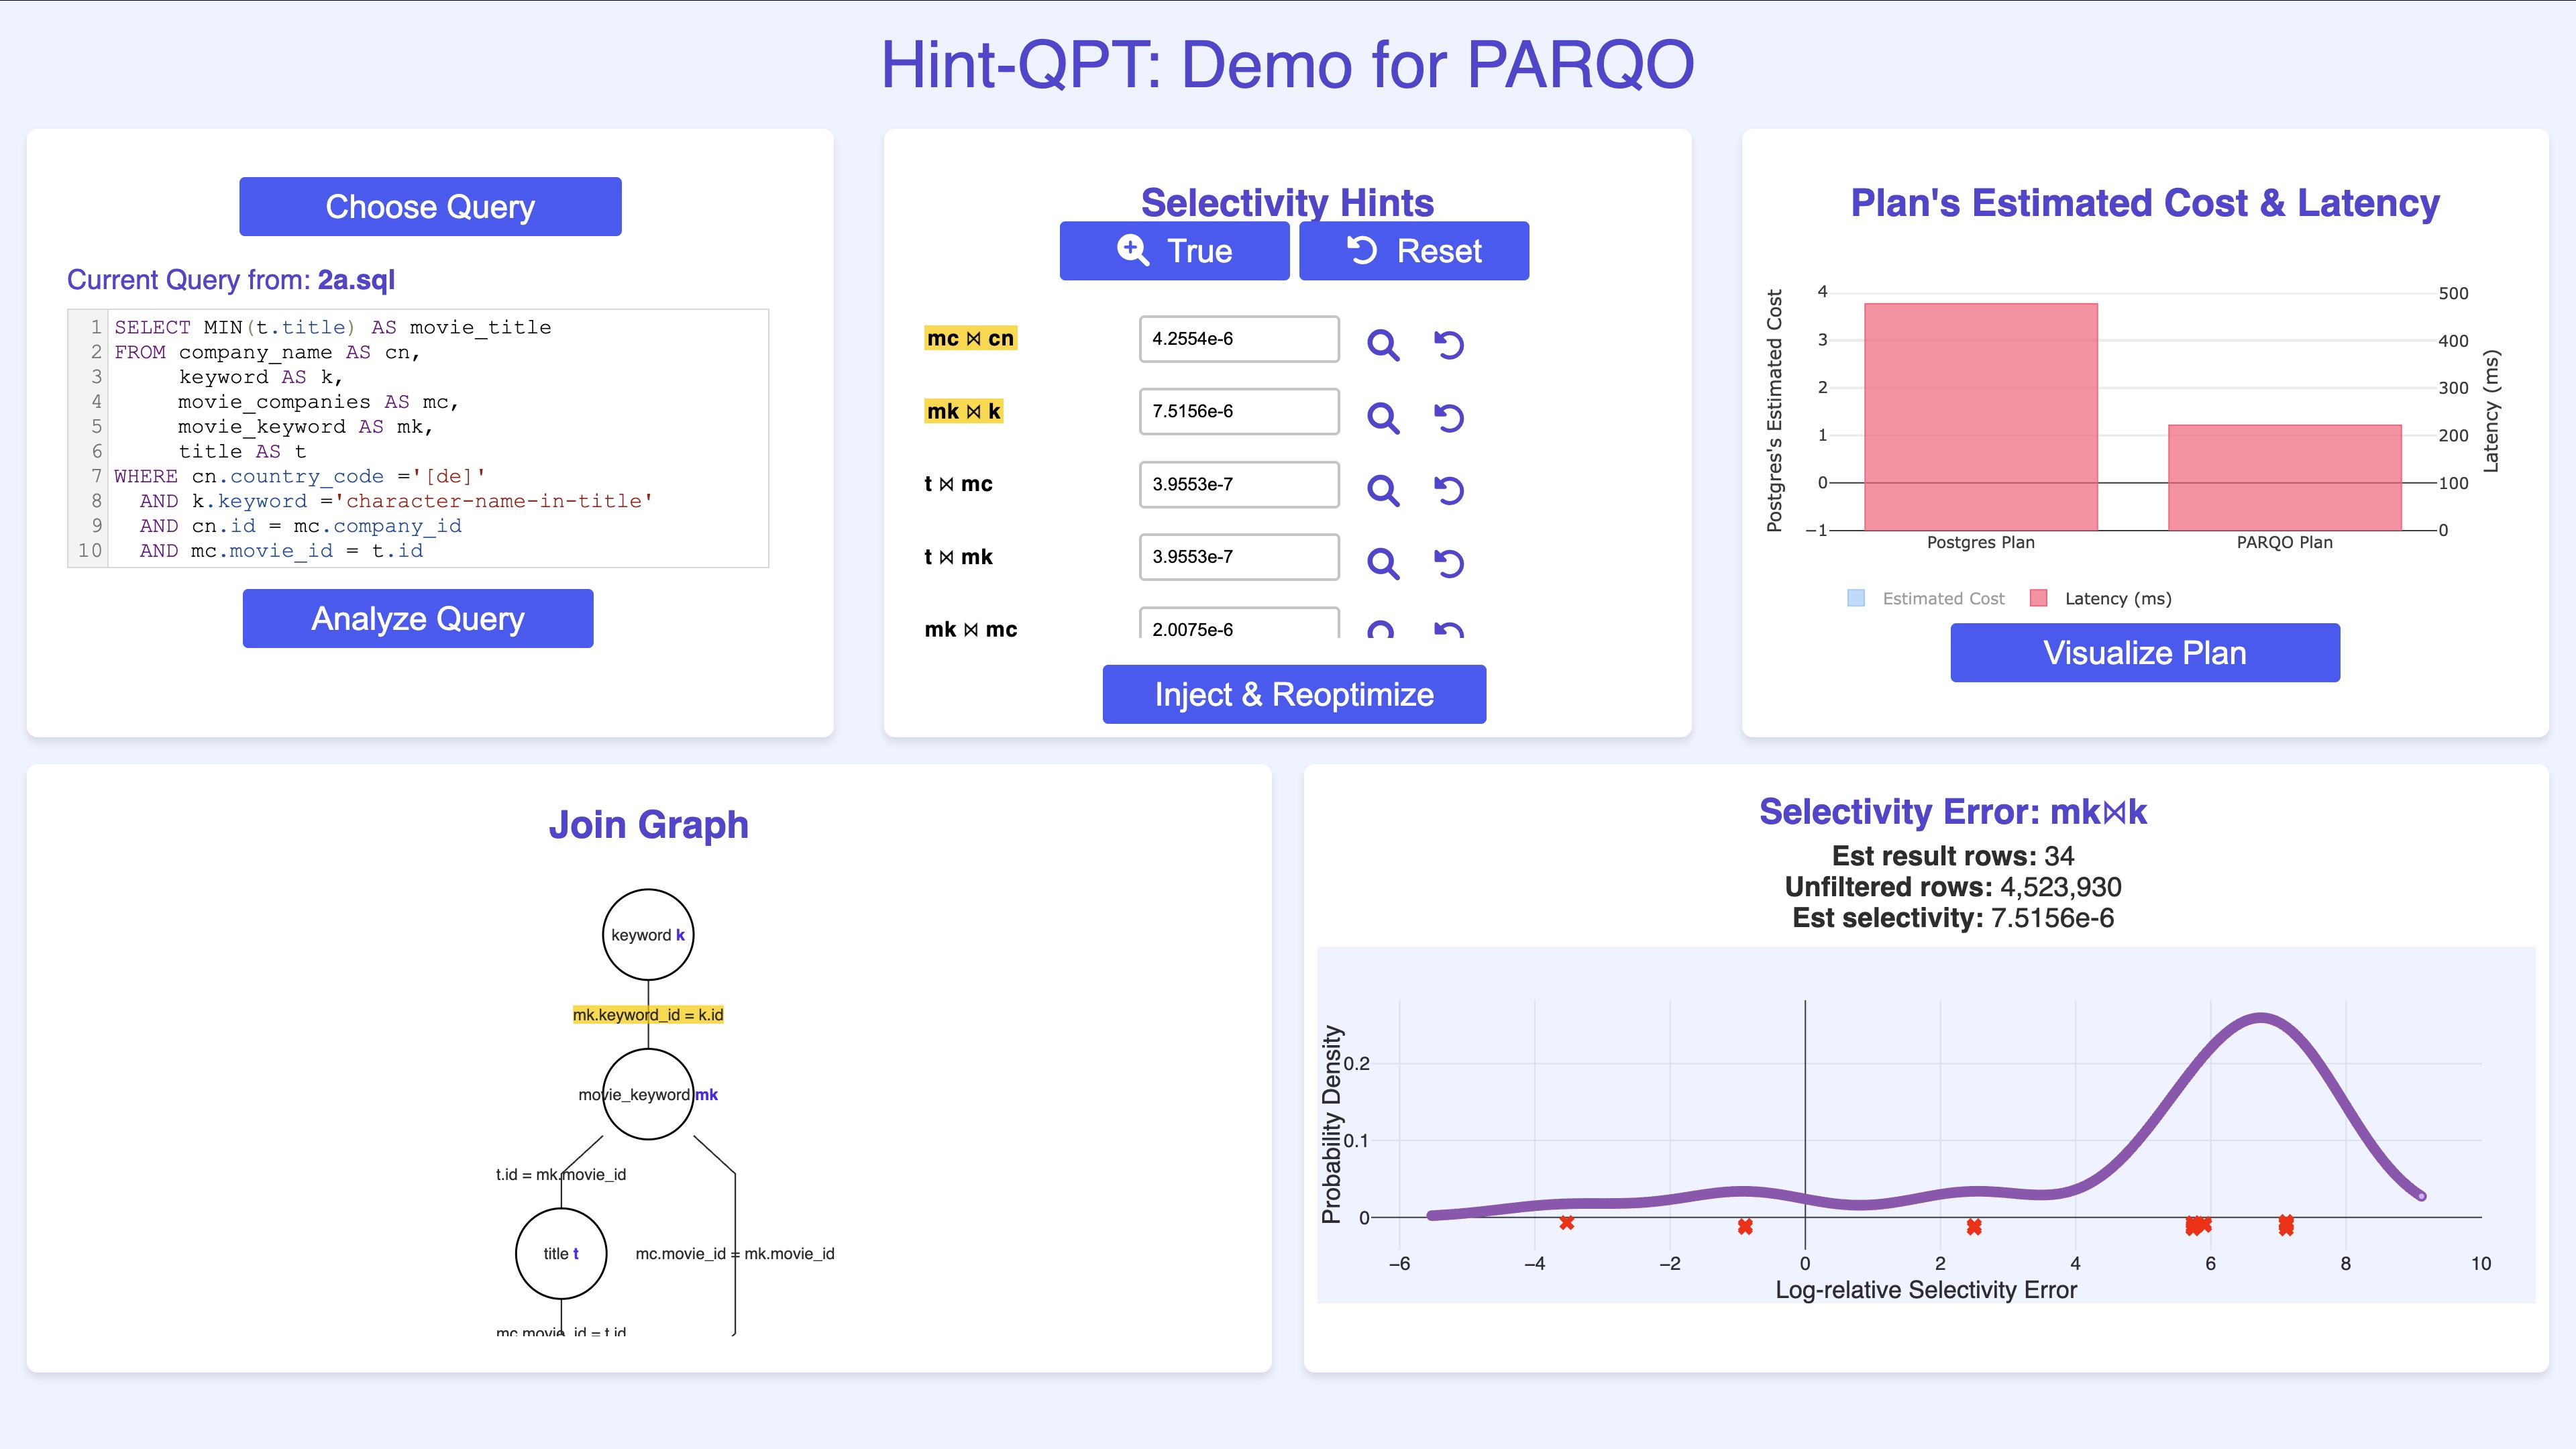 Hint-QPT: Demo for PARQO
Choose Query
Current Query from: 2a.sql
1 SELECT MIN(t.title) AS movie_title
2 FROM company_name AS cn,
3 keyword AS k,
4 movie_companies AS mc,
5 movie_keyword AS mk,
6 title AS t
7 WHERE cn.country_code ='[de]'
8 AND k.keyword ='character-name-in-title'
9 AND cn.id = mc.company_id
10 AND mc.movie_id = t.id
Analyze Query
Selectivity Hints
True
Reset
mc ⋈ cn 4.2554e-6
mk ⋈ k 7.5156e-6
t ⋈ mc 3.9553e-7
t ⋈ mk 3.9553e-7
mk ⋈ mc 2.0075e-6
Inject & Reoptimize
Plan's Estimated Cost & Latency
Postgres's Estimated Cost
4
3
2
1
0
−1
500
400
300
200
100
0
Latency (ms)
Postgres Plan
PARQO Plan
Estimated Cost
Latency (ms)
Visualize Plan
Join Graph
keyword k
mk.keyword_id = k.id
movie_keyword mk
t.id = mk.movie_id
title t
mc.movie_id = mk.movie_id
mc.movie_id = t.id
Selectivity Error: mk⋈k
Est result rows: 34
Unfiltered rows: 4,523,930
Est selectivity: 7.5156e-6
Probability Density
0.2
0.1
0
−6
−4
−2
0
2
4
6
8
10
Log-relative Selectivity Error